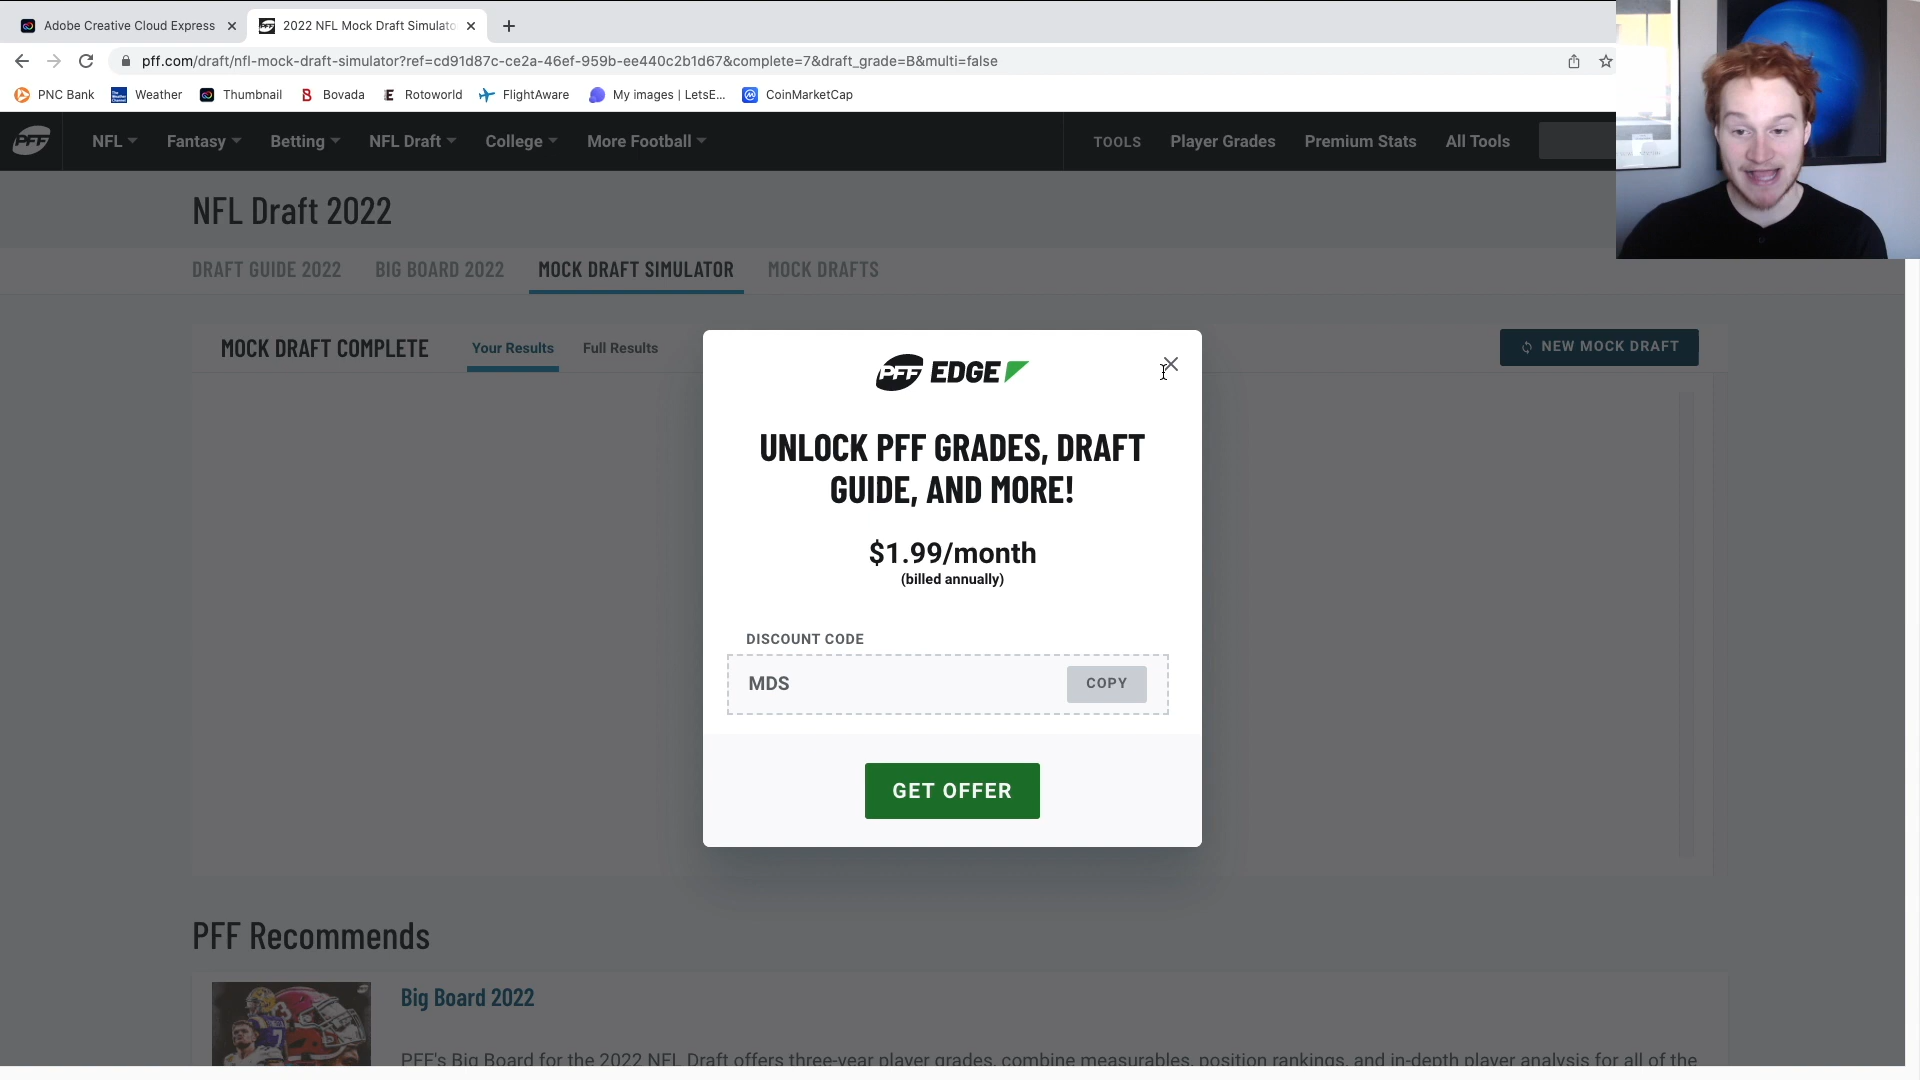 Adobe Creative Cloud Express
2022 NFL Mock Draft Simulato
pff.com/draft/nfl-mock-draft-simulator?ref=cd91d87c-ce2a-46ef-959b-ee440c2b1d67&complete=7&draft_grade=B&multi=false
PNC Bank
Weather
Thumbnail
Bovada
Rotoworld
FlightAware
My images | LetsE...
CoinMarketCap
PFF
NFL
Fantasy
Betting
NFL Draft
College
More Football
TOOLS
Player Grades
Premium Stats
All Tools
NFL Draft 2022
DRAFT GUIDE 2022
BIG BOARD 2022
MOCK DRAFT SIMULATOR
MOCK DRAFTS
MOCK DRAFT COMPLETE
Your Results
Full Results
NEW MOCK DRAFT
PFF EDGE
UNLOCK PFF GRADES, DRAFT
GUIDE, AND MORE!
$1.99/month
(billed annually)
DISCOUNT CODE
MDS
COPY
GET OFFER
PFF Recommends
Big Board 2022
PFF's Big Board for the 2022 NFL Draft offers three-year player grades, combine measurables, position rankings, and in-depth player analysis for all of the